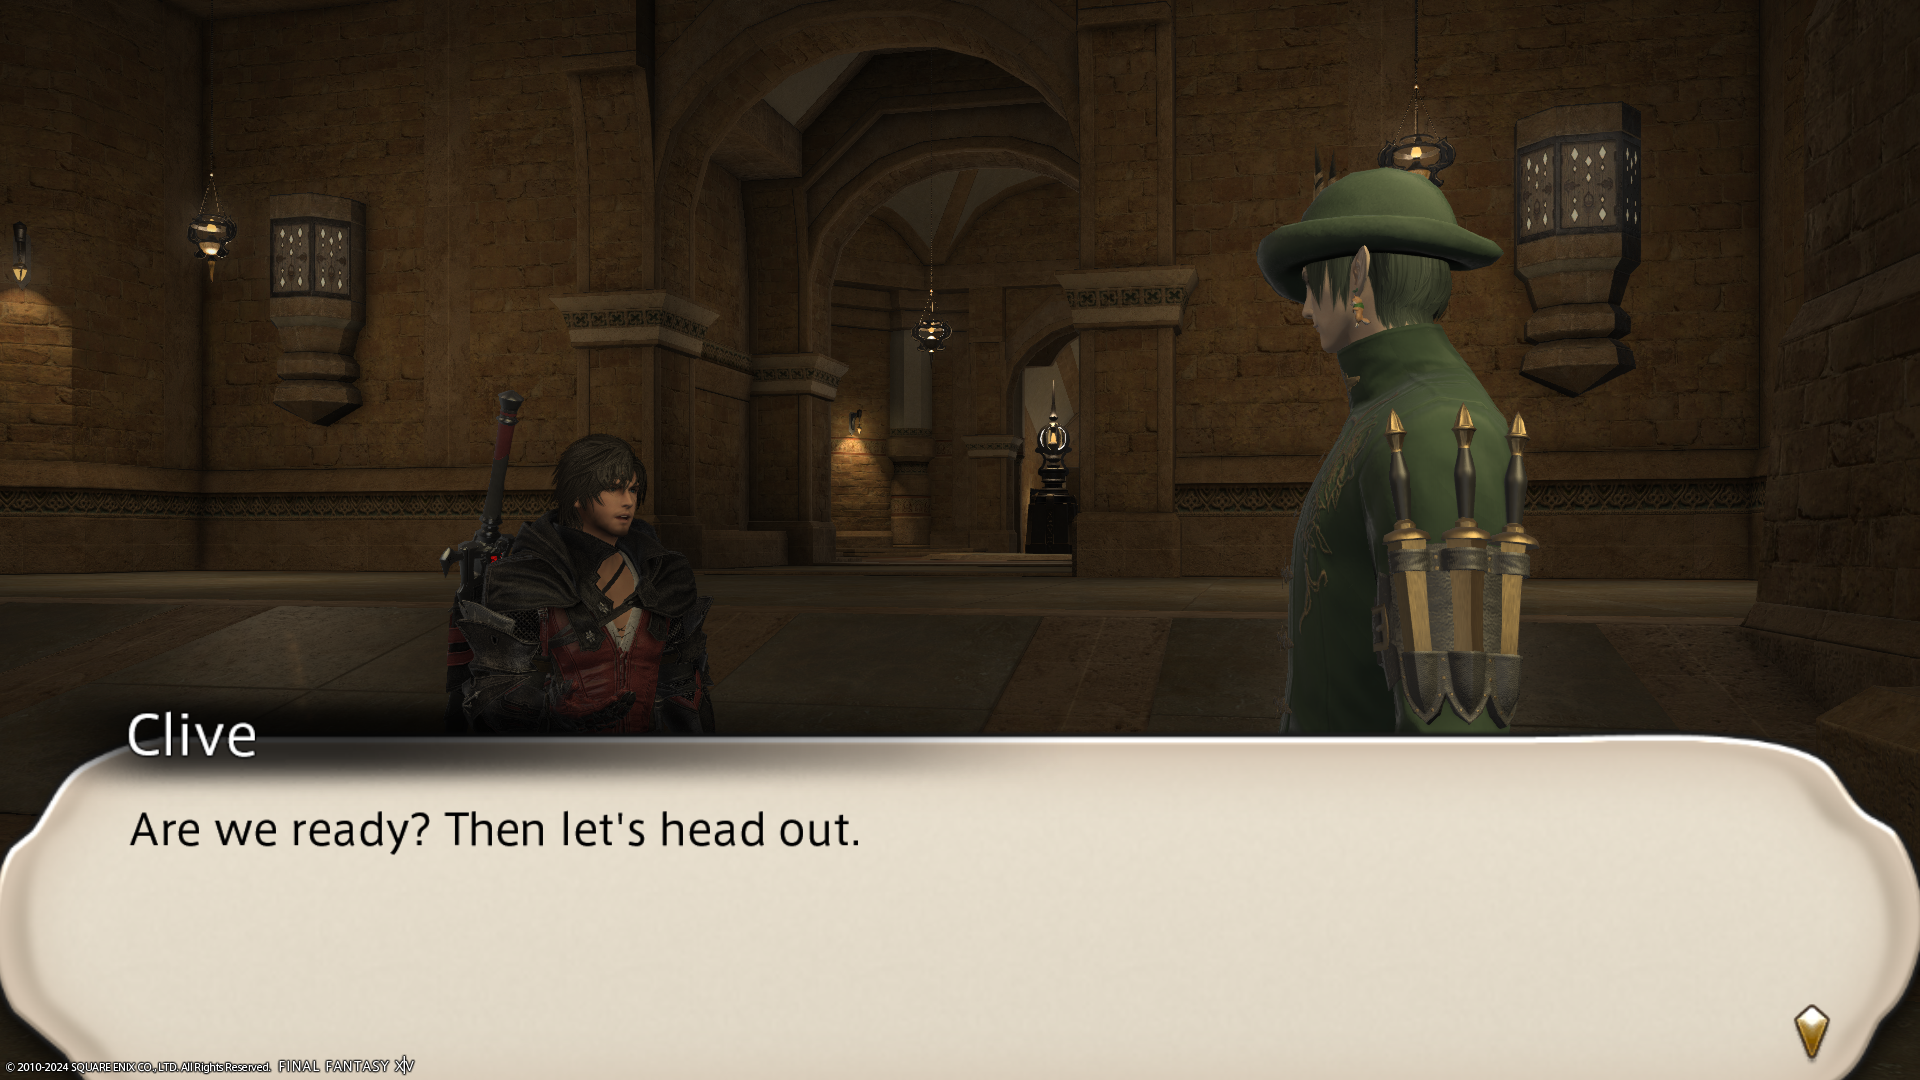 Clive
Are we ready? Then let's head out.
© 2010-2024 SQUARE ENIX CO., LTD. All Rights Reserved. FINAL FANTASY XIV